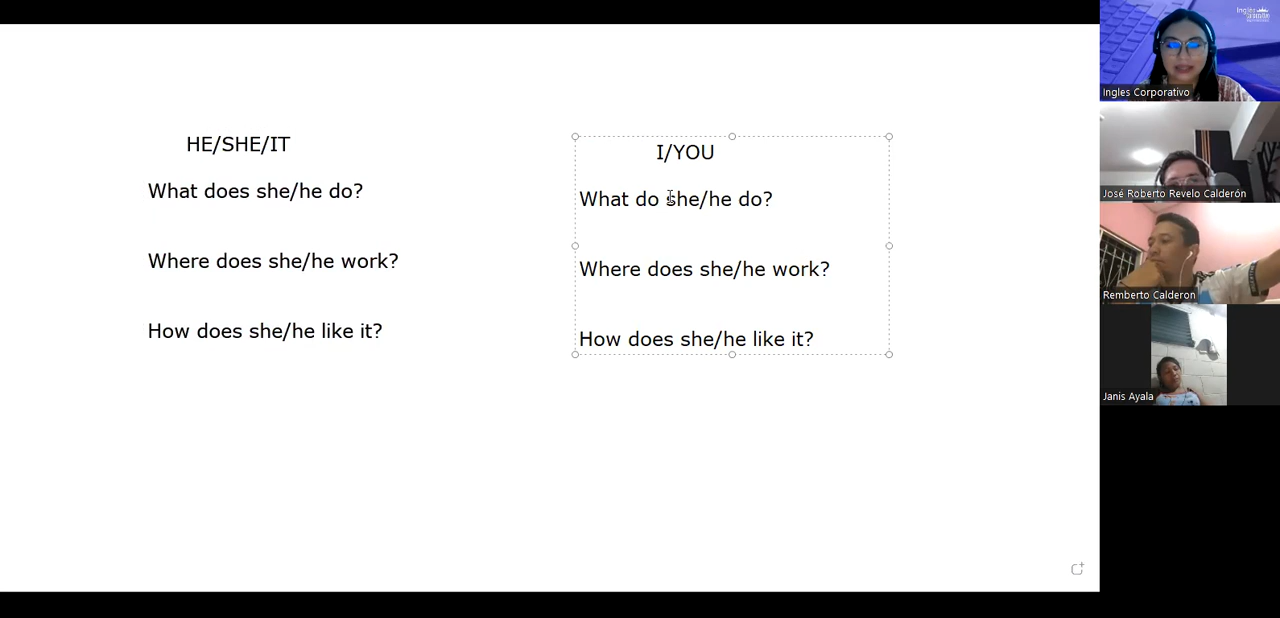 HE/SHE/IT
What does she/he do?
Where does she/he work?
How does she/he like it?
I/YOU
What do she/he do?
Where does she/he work?
How does she/he like it?
Ingles Corporativo
José Roberto Revelo Calderón
Remberto Calderon
Janis Ayala